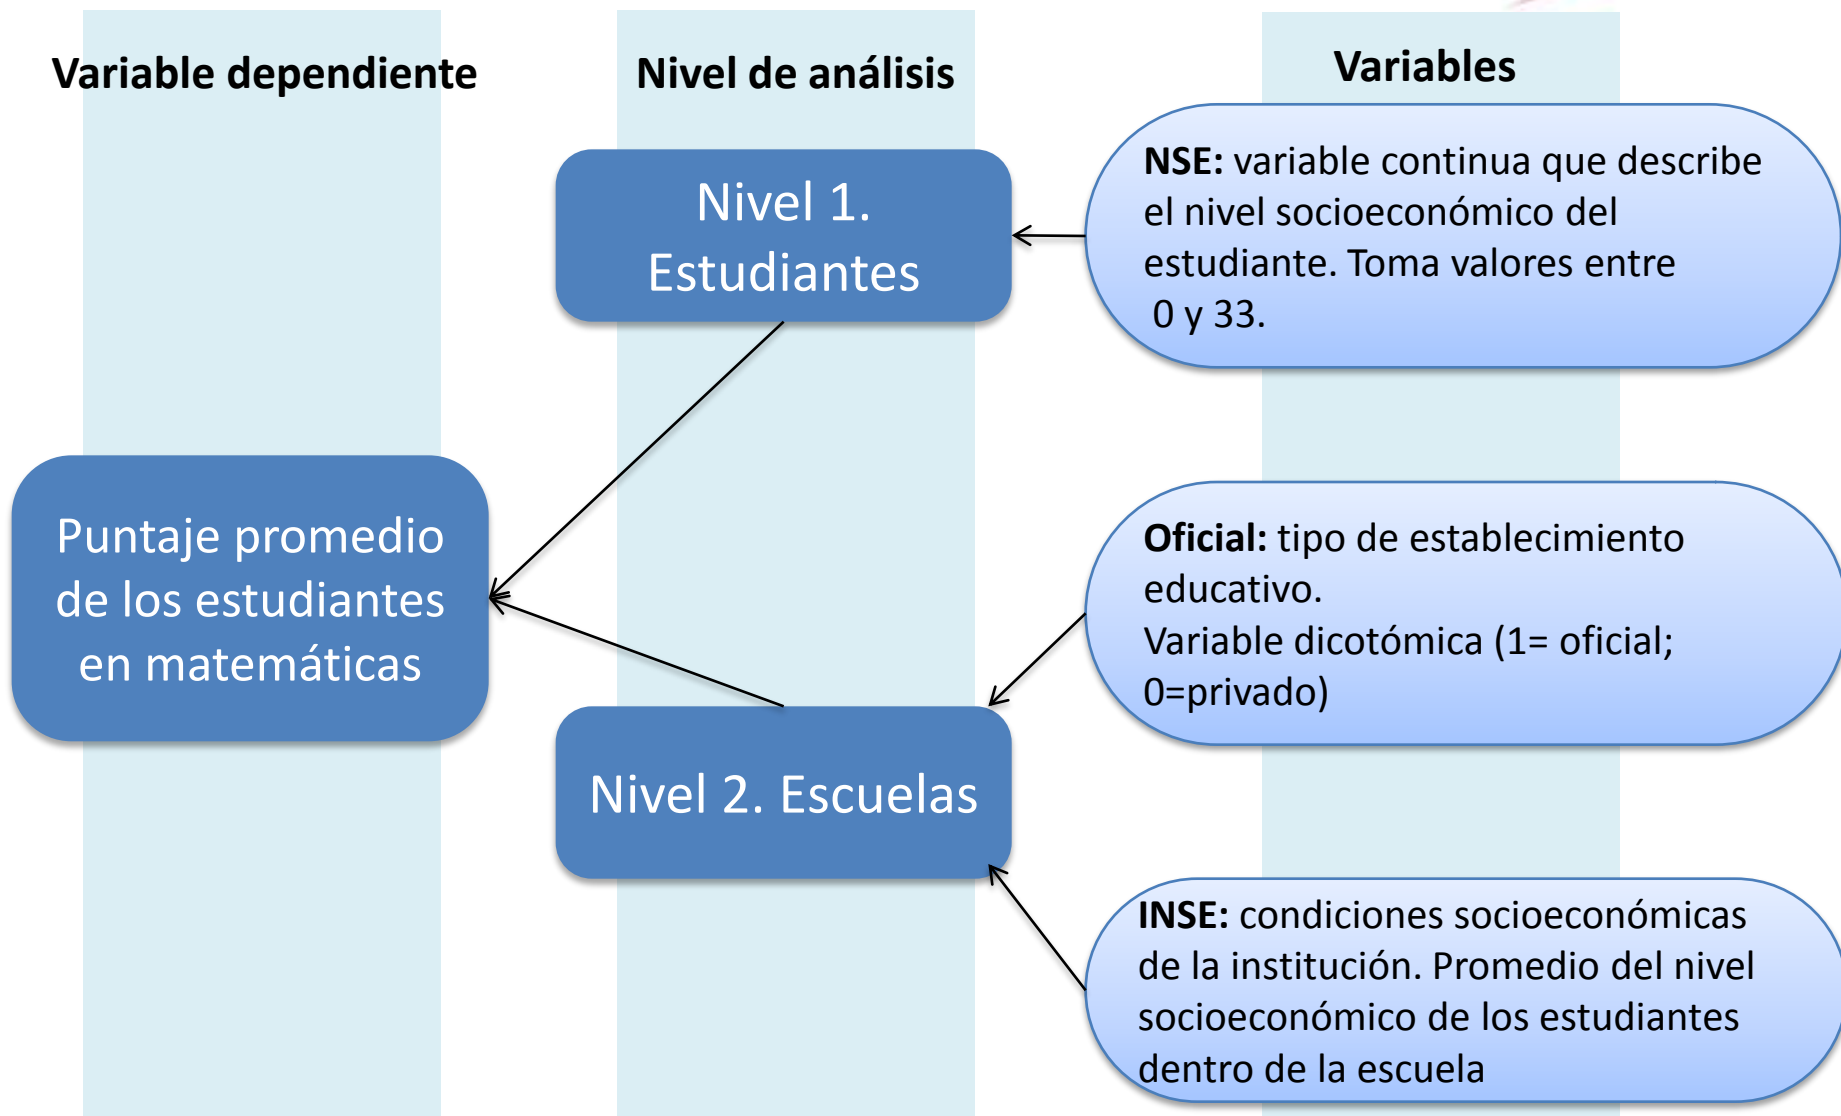 Variable dependiente
Nivel de análisis
Variables
Nivel 1.
Estudiantes
NSE: variable continua que describe
el nivel socioeconómico del
estudiante. Toma valores entre
0 y 33.
Puntaje promedio
de los estudiantes
en matemáticas
Oficial: tipo de establecimiento
educativo.
Variable dicotómica (1= oficial;
0=privado)
Nivel 2. Escuelas
INSE: condiciones socioeconómicas
de la institución. Promedio del nivel
socioeconómico de los estudiantes
dentro de la escuela